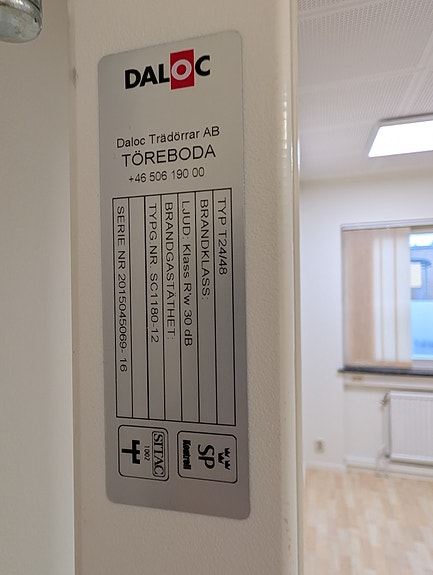 DALOC
Daloc Trädörrar AB
TÖREBODA
+46 506 190 00
TYP T24/48
BRANDKLASS:
LJUD: Klass R'w 30 dB
BRANDGASTÄTHET:
TYPG NR SC1180-12
SERIE NR 2015045069- 16
SP
Kontroll
SITAC
1002